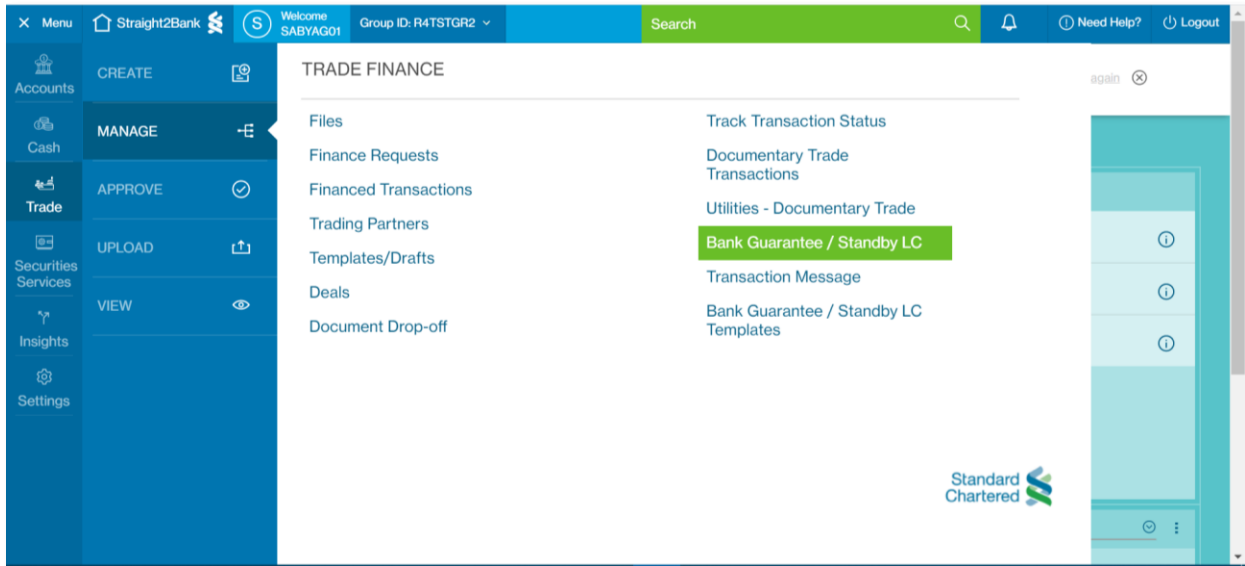 Menu
Straight2Bank
S
Welcome
SABYAG01
Group ID: R4TSTGR2
Search
Need Help?
Logout
Accounts
Cash
Trade
Securities
Services
Insights
Settings
CREATE
MANAGE
APPROVE
UPLOAD
VIEW
TRADE FINANCE
again
Files
Finance Requests
Financed Transactions
Trading Partners
Templates/Drafts
Deals
Document Drop-off
Track Transaction Status
Documentary Trade
Transactions
Utilities - Documentary Trade
Bank Guarantee / Standby LC
Transaction Message
Bank Guarantee / Standby LC
Templates
Standard
Chartered